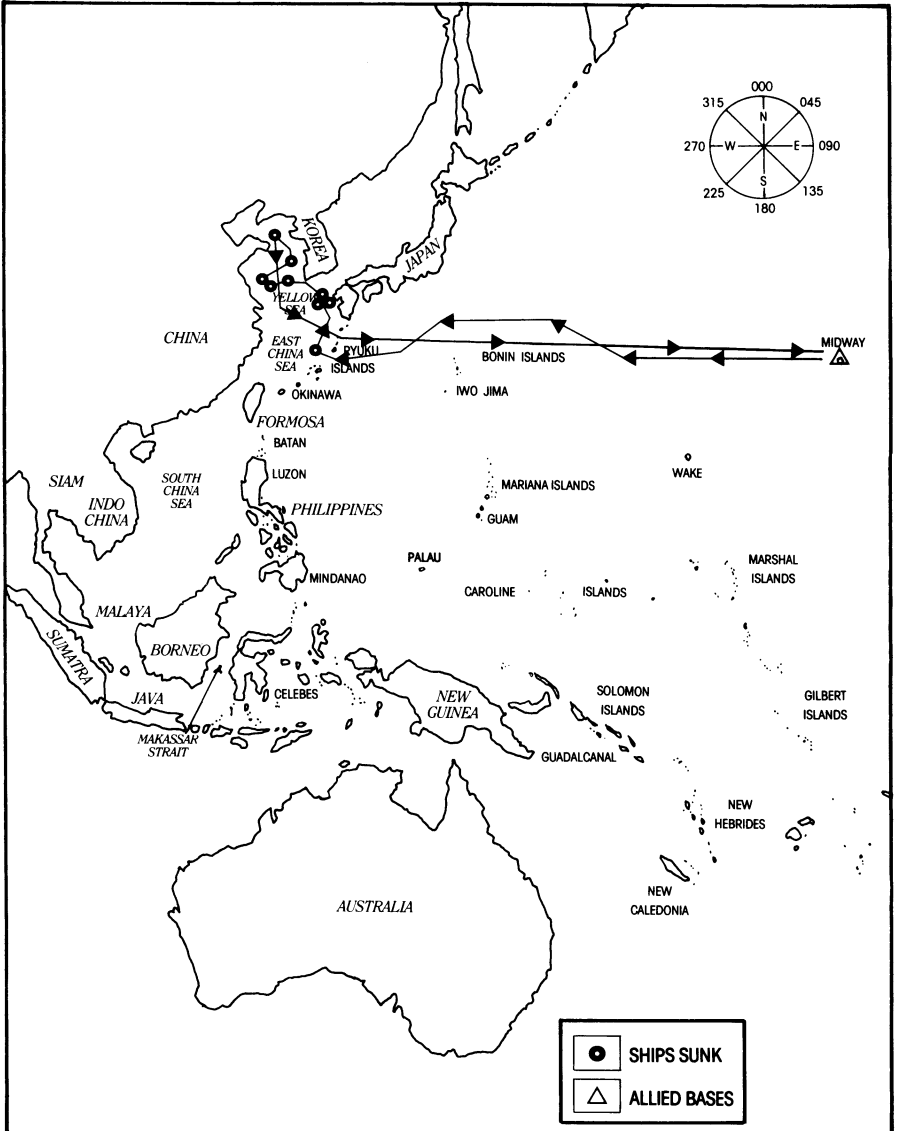 000
315
045
N
270
W
E
090
S
225
135
180
KOREA
JAPAN
YELLOW
SEA
CHINA
EAST
CHINA
SEA
RYUKU
ISLANDS
BONIN ISLANDS
MIDWAY
OKINAWA
IWO JIMA
FORMOSA
BATAN
LUZON
SIAM
SOUTH
CHINA
SEA
INDO
CHINA
MARIANA ISLANDS
WAKE
PHILIPPINES
GUAM
PALAU
MINDANAO
CAROLINE
ISLANDS
MARSHAL
ISLANDS
MALAYA
SUMATRA
BORNEO
JAVA
CELEBES
NEW
GUINEA
SOLOMON
ISLANDS
GILBERT
ISLANDS
MAKASSAR
STRAIT
GUADALCANAL
NEW
HEBRIDES
NEW
CALEDONIA
AUSTRALIA
SHIPS SUNK
ALLIED BASES